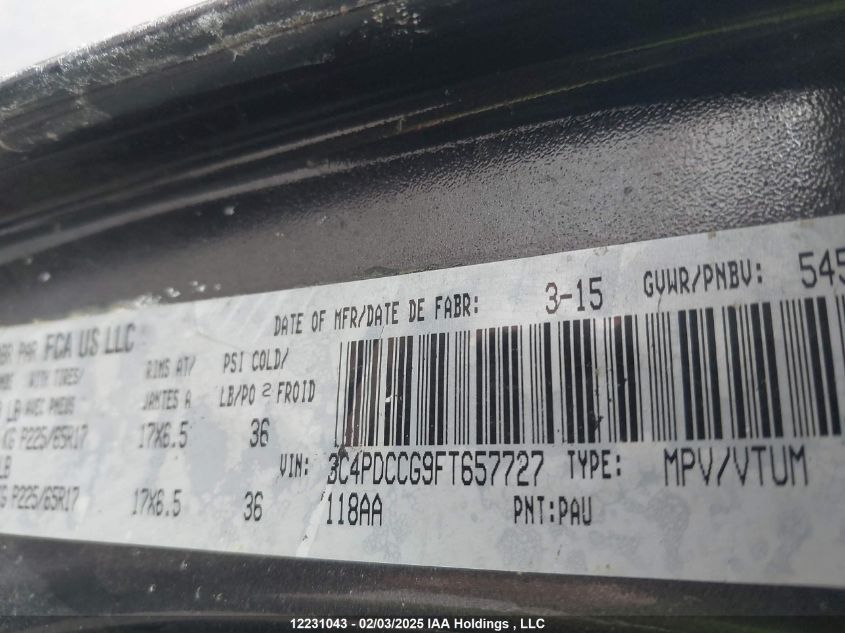 DATE OF MFR/DATE DE FABR: 3-15 GVWR/PNBV: 545
BR PAR FCA US LLC
WITH TIRES/ RIMS AT/ PSI COLD/
LB AVEC PNEUS JANTES A LB/PO 2 FROID
KG P225/65R17 17X6.5 36
LB VIN: 3C4PDCCG9FT657727 TYPE: MPV/VTUM
KG P225/65R17 17X6.5 36 118AA PNT:PAU
12231043 - 02/03/2025 IAA Holdings , LLC